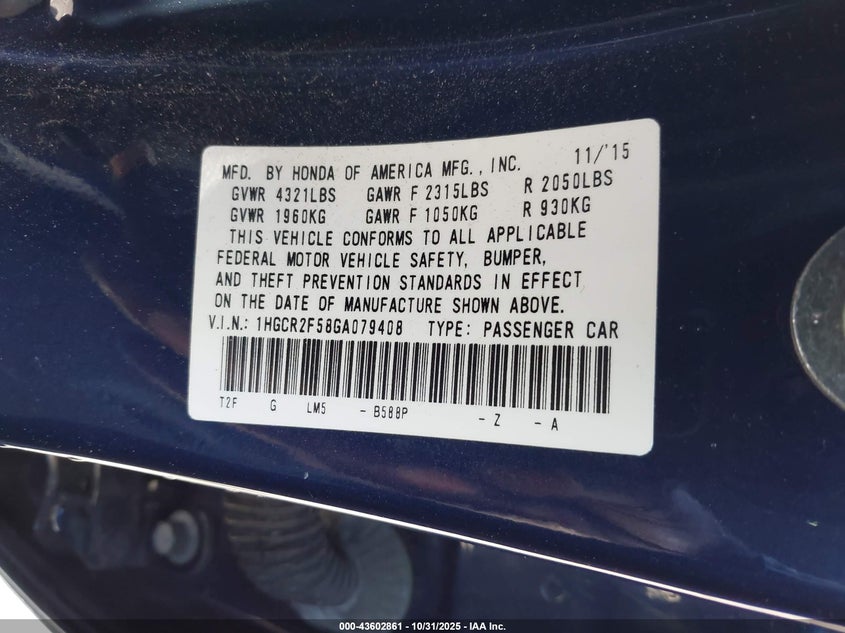 MFD. BY HONDA OF AMERICA MFG., INC. 11/'15
GVWR 4321LBS GAWR F 2315LBS R 2050LBS
GVWR 1960KG GAWR F 1050KG R 930KG
THIS VEHICLE CONFORMS TO ALL APPLICABLE
FEDERAL MOTOR VEHICLE SAFETY, BUMPER,
AND THEFT PREVENTION STANDARDS IN EFFECT
ON THE DATE OF MANUFACTURE SHOWN ABOVE.
V.I.N.: 1HGCR2F58GA079408 TYPE: PASSENGER CAR
T2F G LM5 - B588P - Z - A
000-43602861 - 10/31/2025 - IAA Inc.